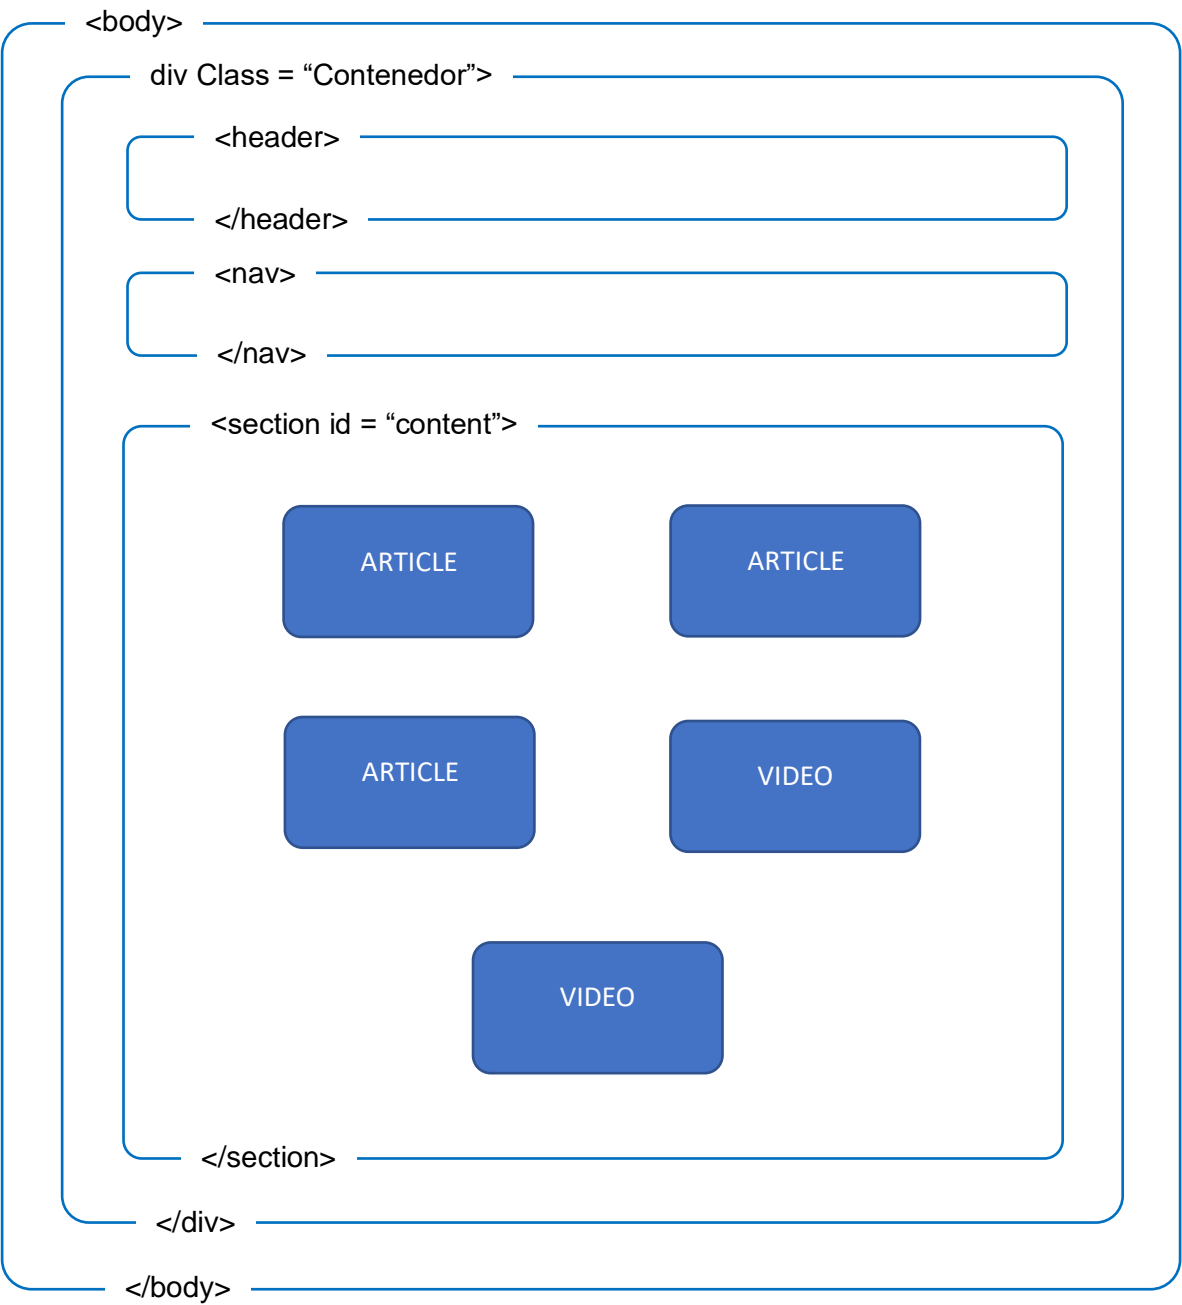 <body>
div Class = “Contenedor”>
<header>
</header>
<nav>
</nav>
<section id = “content”>
ARTICLE
ARTICLE
ARTICLE
VIDEO
VIDEO
</section>
</div>
</body>